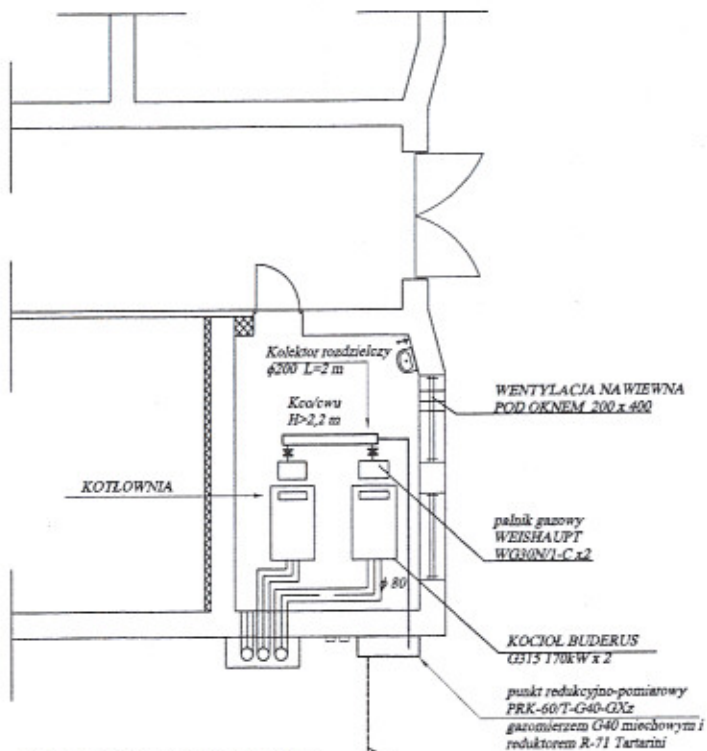 Kolektor rozdzielczy
ϕ200 L=2 m
Kco/cwu
H>2,2 m
WENTYLACJA NAWIEWNA
POD OKNEM 200 x 400
KOTŁOWNIA
palnik gazowy
WEISHAUPT
WG30N/1-C x2
ϕ 80
KOCIOŁ BUDERUS
G315 170kW x 2
punkt redukcyjno-pomiarowy
PRK-60/T-G40-GXz
gazomierzem G40 miechowym i
reduktorem R-71 Tartarini